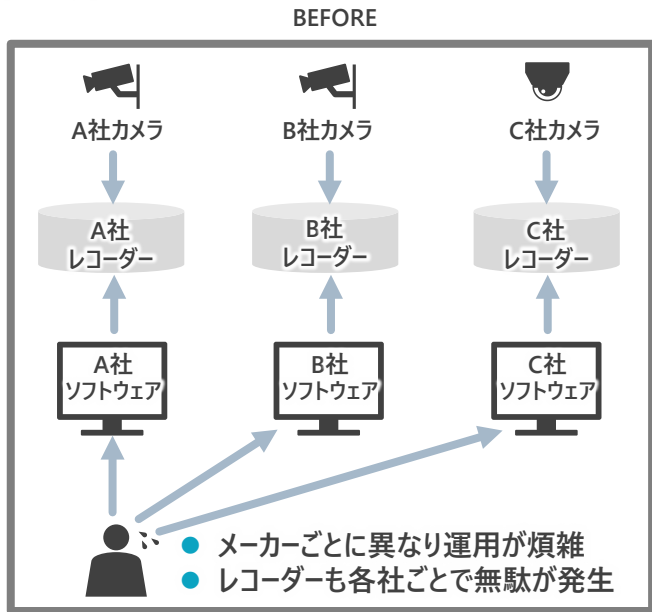 BEFORE
A社カメラ
B社カメラ
C社カメラ
A社
レコーダー
B社
レコーダー
C社
レコーダー
A社
ソフトウェア
B社
ソフトウェア
C社
ソフトウェア
● メーカーごとに異なり運用が煩雑
● レコーダーも各社ごとで無駄が発生